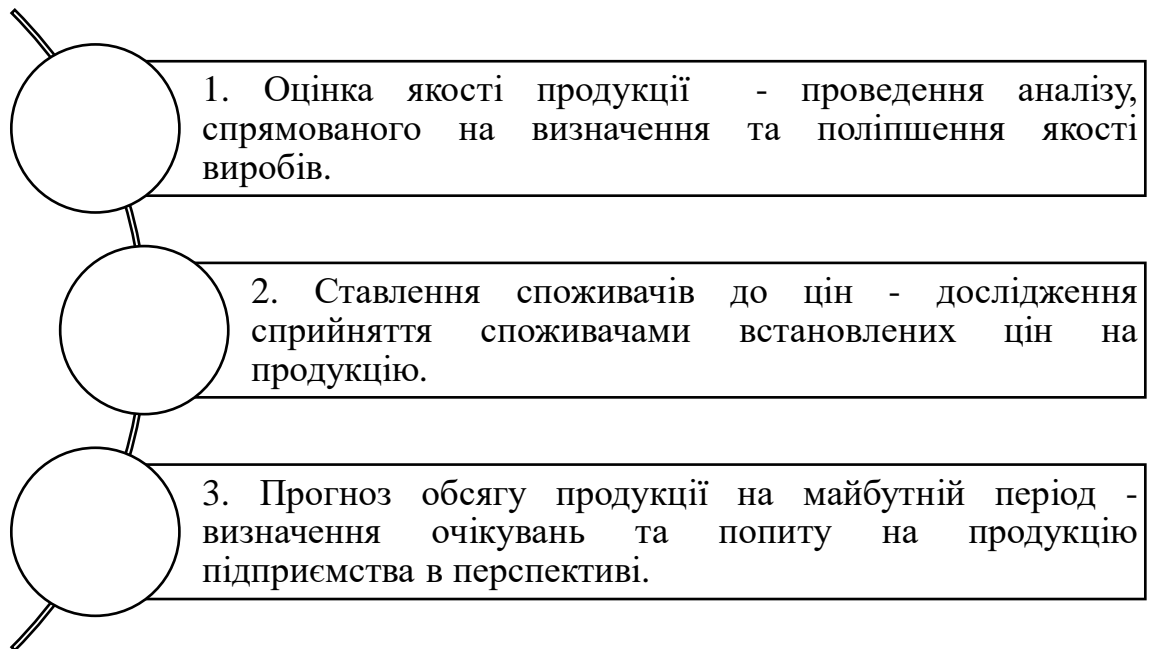 1. Оцінка якості продукції - проведення аналізу,
спрямованого на визначення та поліпшення якості
виробів.
2. Ставлення споживачів до цін - дослідження
сприйняття споживачами встановлених цін на
продукцію.
3. Прогноз обсягу продукції на майбутній період -
визначення очікувань та попиту на продукцію
підприємства в перспективі.